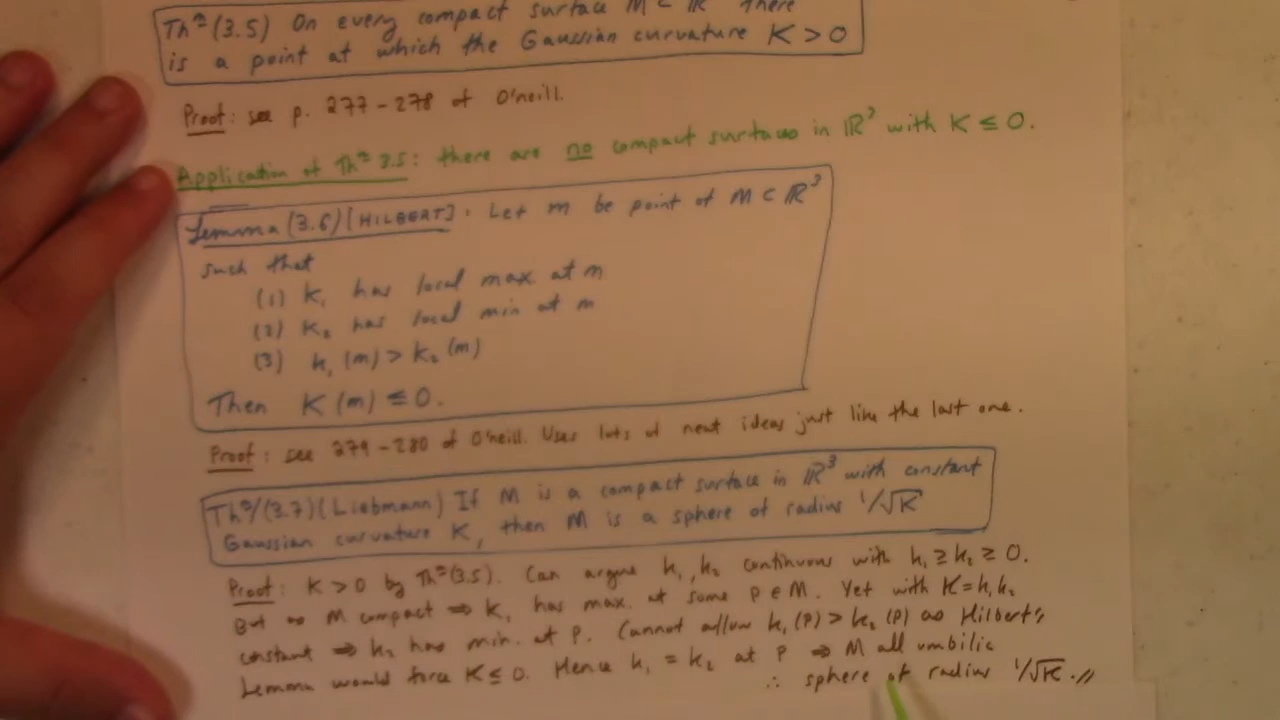 Th^m (3.5) On every compact surface M ⊂ ℝ there
is a point at which the Gaussian curvature K > 0
Proof: see p. 277-278 of O'neill.
Application of Th^m 3.5: there are no compact surfaces in ℝ³ with K ≤ 0.
Lemma (3.6) [HILBERT]. Let m be point of M ⊂ ℝ³
such that
(1) k₁ has local max at m
(2) k₂ has local min at m
(3) k₁(m) > k₂(m)
Then K(m) ≤ 0.
Proof: see 279-280 of O'neill. Uses lots of neat ideas just like the last one.
Th^m/(3.7) (Liebmann) If M is a compact surface in ℝ³ with constant
Gaussian curvature K, then M is a sphere of radius 1/√K
Proof: K > 0 by Th^m(3.5). Can argue k₁, k₂ continuous with k₁ ≥ k₂ ≥ 0.
But as M compact ⇒ k₁ has max. at some p ∈ M. Yet with K = k₁k₂
constant ⇒ k₂ has min. at p. Cannot allow k₁(p) > k₂(p) as Hilbert's
Lemma would force K ≤ 0. Hence k₁ = k₂ at p ⇒ M all umbilic
∴ sphere of radius 1/√K. //